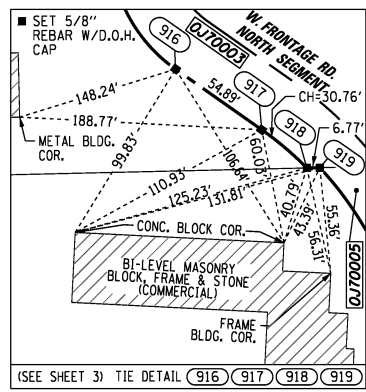 ■ SET 5/8"
REBAR W/D.O.H.
CAP
916
OJ70003
W. FRONTAGE RD.
NORTH SEGMENT
917
54.89'
CH=30.76'
918
6.77'
919
148.24'
188.77'
METAL BLDG.
COR.
99.83'
106.64'
60.03'
110.93'
125.23'
131.81'
40.79'
43.39'
56.31'
55.36'
OJ70005
CONC. BLOCK COR.
BI-LEVEL MASONRY
BLOCK, FRAME & STONE
(COMMERCIAL)
FRAME
BLDG. COR.
(SEE SHEET 3) TIE DETAIL 916 917 918 919